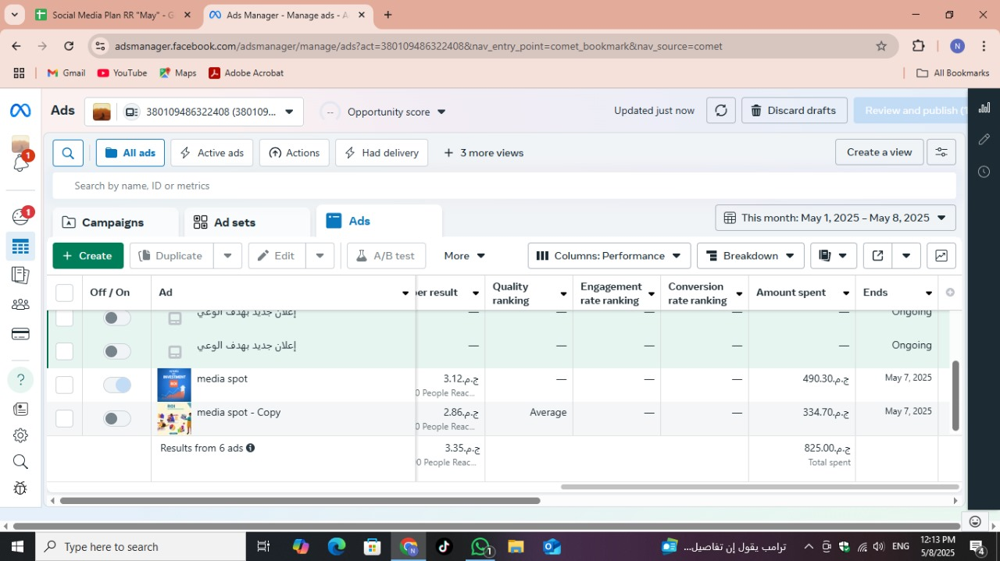 Social Media Plan RR "May" - G
Ads Manager - Manage ads - A
adsmanager.facebook.com/adsmanager/manage/ads?act=380109486322408&nav_entry_point=comet_bookmark&nav_source=comet
N
Gmail
YouTube
Maps
Adobe Acrobat
All Bookmarks
Ads
380109486322408 (380109...
--
Opportunity score
Updated just now
Discard drafts
Review and publish (
1
All ads
Active ads
Actions
Had delivery
+ 3 more views
Create a view
Search by name, ID or metrics
1
Campaigns
Ad sets
Ads
This month: May 1, 2025 – May 8, 2025
+ Create
Duplicate
Edit
A/B test
More
Columns: Performance
Breakdown
Off / On
Ad
per result
Quality ranking
Engagement rate ranking
Conversion rate ranking
Amount spent
Ends
إعلان جديد بهدف الوعي
—
—
—
—
—
Ongoing
إعلان جديد بهدف الوعي
—
—
—
—
—
Ongoing
INVESTMENT
ROI
media spot
ج.م.3.12
0 People Reac...
—
—
—
ج.م.490.30
May 7, 2025
ROI
media spot - Copy
ج.م.2.86
0 People Reac...
Average
—
—
ج.م.334.70
May 7, 2025
Results from 6 ads
ج.م.3.35
0 People Reac...
ج.م.825.00
Total spent
Type here to search
1
ترامب يقول إن تفاصيل...
ENG
12:13 PM
5/8/2025
4